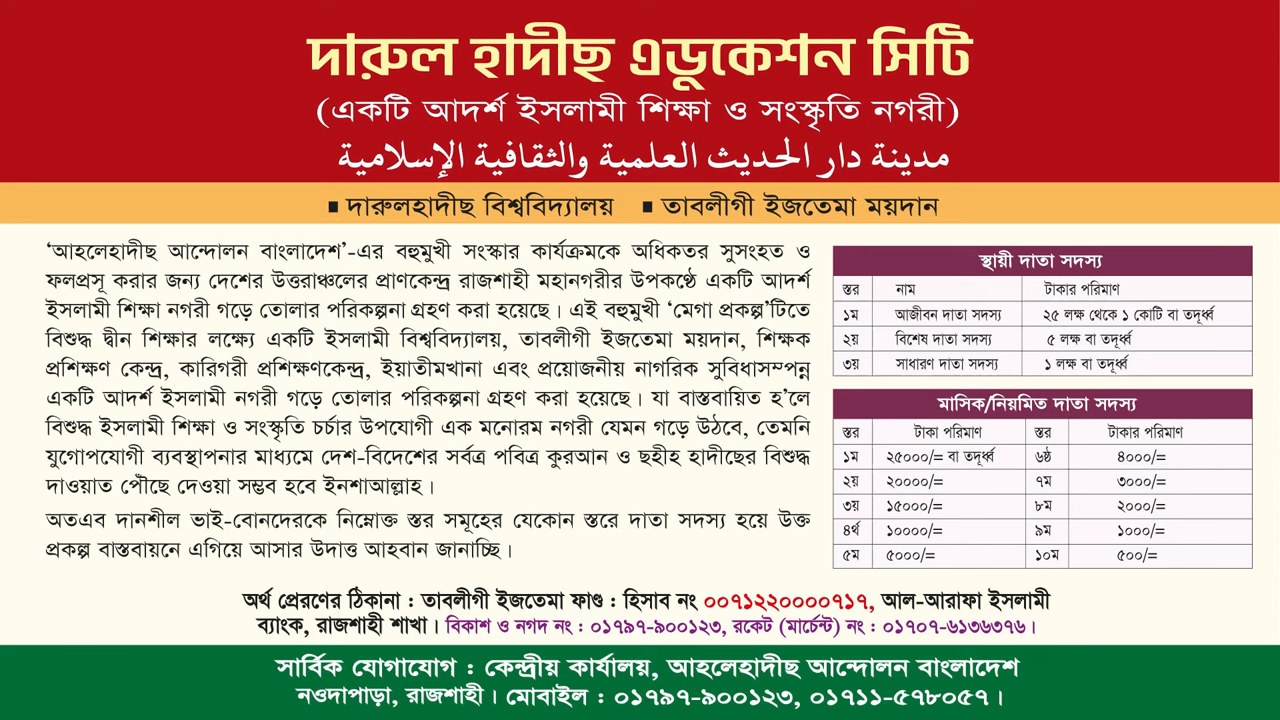 দারুল হাদীছ এডুকেশন সিটি
(একটি আদর্শ ইসলামী শিক্ষা ও সংস্কৃতি নগরী)
مدينة دار الحديث العلمية والثقافية الإسلامية
■ দারুলহাদীছ বিশ্ববিদ্যালয় ■ তাবলীগী ইজতেমা ময়দান
‘আহলেহাদীছ আন্দোলন বাংলাদেশ’-এর বহুমুখী সংস্কার কার্যক্রমকে অধিকতর সুসংহত ও
ফলপ্রসূ করার জন্য দেশের উত্তরাঞ্চলের প্রাণকেন্দ্র রাজশাহী মহানগরীর উপকণ্ঠে একটি আদর্শ
ইসলামী শিক্ষা নগরী গড়ে তোলার পরিকল্পনা গ্রহণ করা হয়েছে। এই বহুমুখী ‘মেগা প্রকল্প’টিতে
বিশুদ্ধ দ্বীন শিক্ষার লক্ষ্যে একটি ইসলামী বিশ্ববিদ্যালয়, তাবলীগী ইজতেমা ময়দান, শিক্ষক
প্রশিক্ষণ কেন্দ্র, কারিগরী প্রশিক্ষণকেন্দ্র, ইয়াতীমখানা এবং প্রয়োজনীয় নাগরিক সুবিধাসম্পন্ন
একটি আদর্শ ইসলামী নগরী গড়ে তোলার পরিকল্পনা গ্রহণ করা হয়েছে। যা বাস্তবায়িত হ’লে
বিশুদ্ধ ইসলামী শিক্ষা ও সংস্কৃতি চর্চার উপযোগী এক মনোরম নগরী যেমন গড়ে উঠবে, তেমনি
যুগোপযোগী ব্যবস্থাপনার মাধ্যমে দেশ-বিদেশের সর্বত্র পবিত্র কুরআন ও ছহীহ হাদীছের বিশুদ্ধ
দাওয়াত পৌঁছে দেওয়া সম্ভব হবে ইনশাআল্লাহ।
অতএব দানশীল ভাই-বোনদেরকে নিম্নোক্ত স্তর সমূহের যেকোন স্তরে দাতা সদস্য হয়ে উক্ত
প্রকল্প বাস্তবায়নে এগিয়ে আসার উদাত্ত আহবান জানাচ্ছি।
স্থায়ী দাতা সদস্য
স্তর নাম টাকার পরিমাণ
১ম আজীবন দাতা সদস্য ২৫ লক্ষ থেকে ১ কোটি বা তদূর্ধ্ব
২য় বিশেষ দাতা সদস্য ৫ লক্ষ বা তদূর্ধ্ব
৩য় সাধারণ দাতা সদস্য ১ লক্ষ বা তদূর্ধ্ব
মাসিক/নিয়মিত দাতা সদস্য
স্তর টাকা পরিমাণ স্তর টাকার পরিমাণ
১ম ২৫০০০/= বা তদূর্ধ্ব ৬ষ্ঠ ৪০০০/=
২য় ২০০০০/= ৭ম ৩০০০/=
৩য় ১৫০০০/= ৮ম ২০০০/=
৪র্থ ১০০০০/= ৯ম ১০০০/=
৫ম ৫০০০/= ১০ম ৫০০/=
অর্থ প্রেরণের ঠিকানা : তাবলীগী ইজতেমা ফাণ্ড : হিসাব নং ০০৭১২২০০০০৭১৭, আল-আরাফা ইসলামী
ব্যাংক, রাজশাহী শাখা। বিকাশ ও নগদ নং : ০১৭৯৭-৯০০১২৩, রকেট (মার্চেন্ট) নং : ০১৭০৭-৬১৩৬৩৭৬।
সার্বিক যোগাযোগ : কেন্দ্রীয় কার্যালয়, আহলেহাদীছ আন্দোলন বাংলাদেশ
নওদাপাড়া, রাজশাহী। মোবাইল : ০১৭৯৭-৯০০১২৩, ০১৭১১-৫৭৮০৫৭।